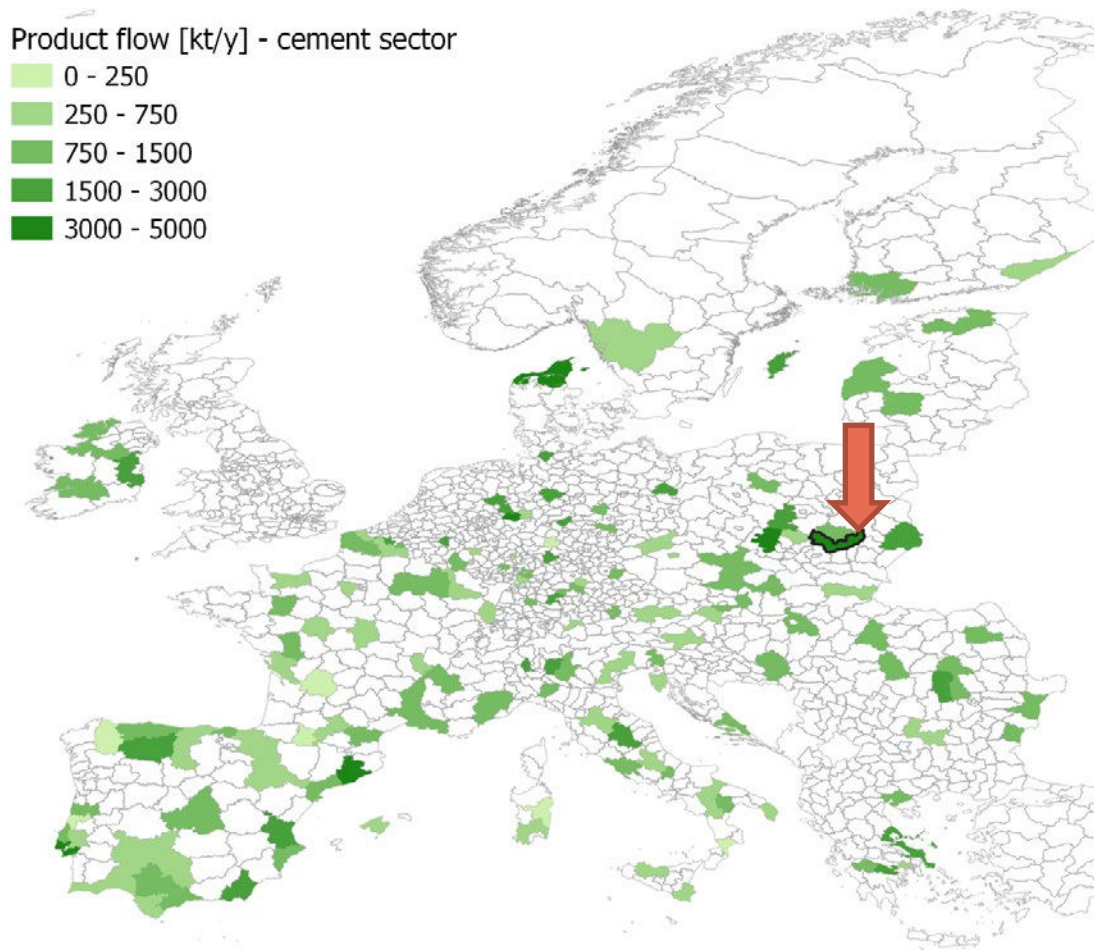 Product flow [kt/y] - cement sector
0 - 250
250 - 750
750 - 1500
1500 - 3000
3000 - 5000